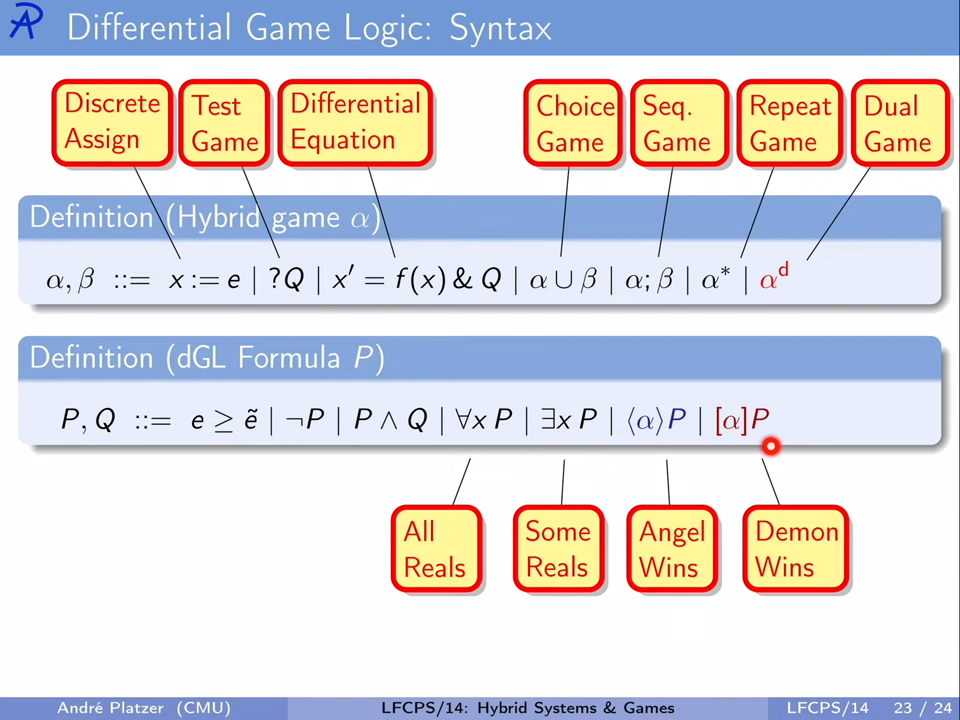 Differential Game Logic: Syntax
Discrete Assign
Test Game
Differential Equation
Choice Game
Seq. Game
Repeat Game
Dual Game
Definition (Hybrid game α)
α, β ::= x := e | ?Q | x′ = f(x) & Q | α ∪ β | α; β | α* | αᵈ
Definition (dGL Formula P)
P, Q ::= e ≥ ẽ | ¬P | P ∧ Q | ∀x P | ∃x P | ⟨α⟩P | [α]P
All Reals
Some Reals
Angel Wins
Demon Wins
André Platzer (CMU)
LFCPS/14: Hybrid Systems & Games
LFCPS/14
23 / 24